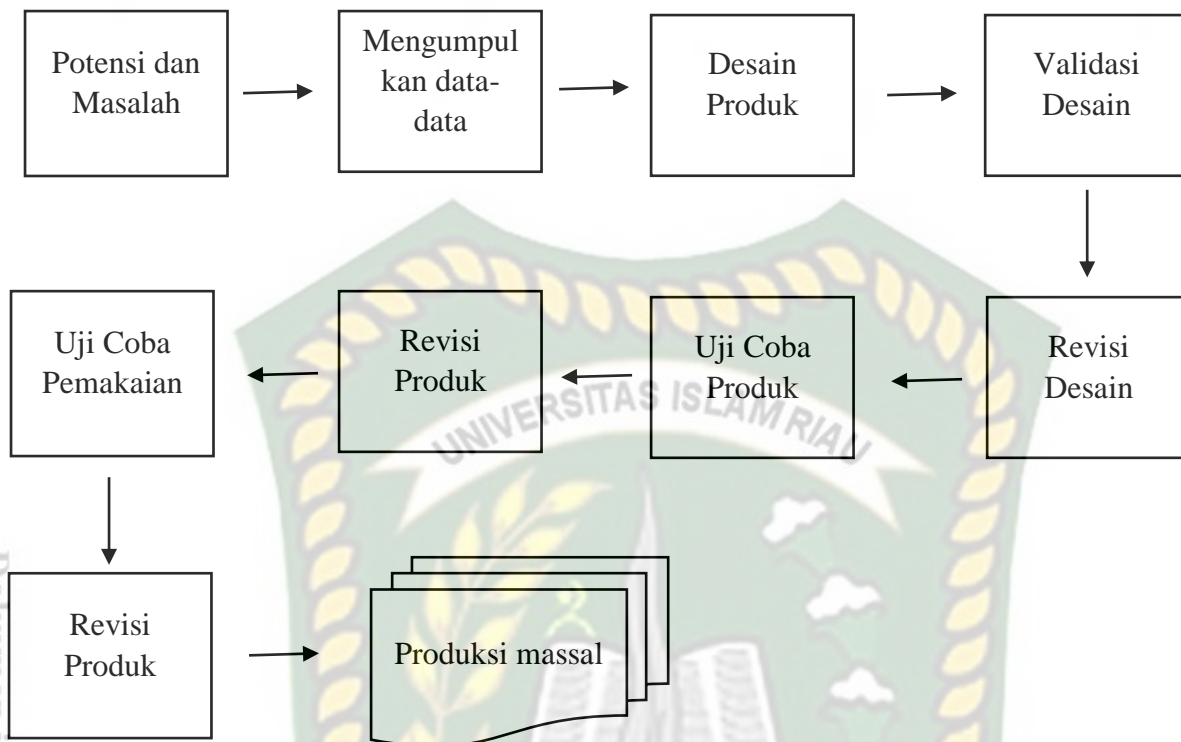 Potensi dan
Masalah
Mengumpul
kan data-
data
Desain
Produk
Validasi
Desain
Uji Coba
Pemakaian
Revisi
Produk
Uji Coba
Produk
Revisi
Desain
UNIVERSITAS ISLAM RIAU
Revisi
Produk
Produksi massal